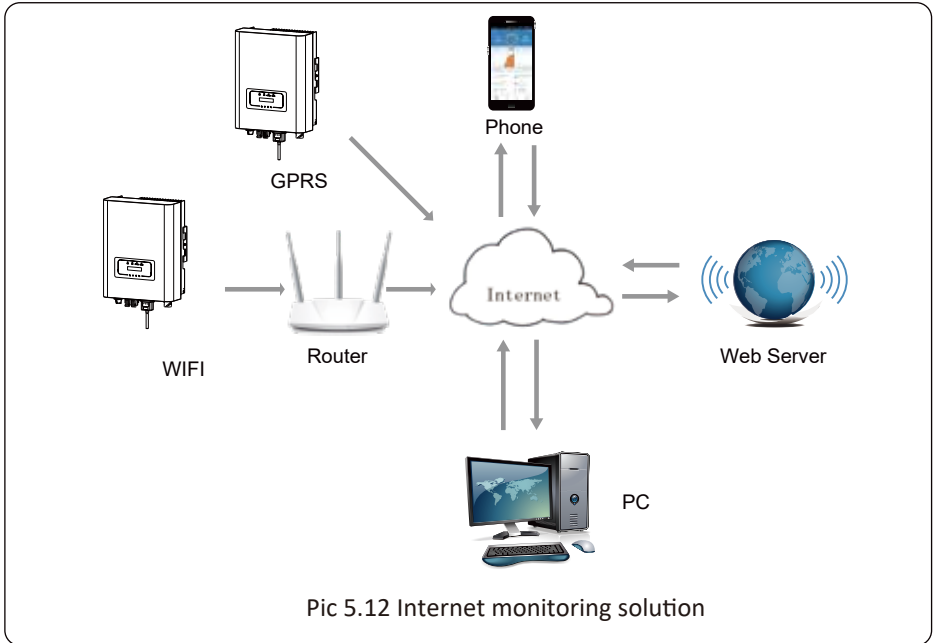 Phone
GPRS
Internet
WIFI
Router
Web Server
PC
Pic 5.12 Internet monitoring solution